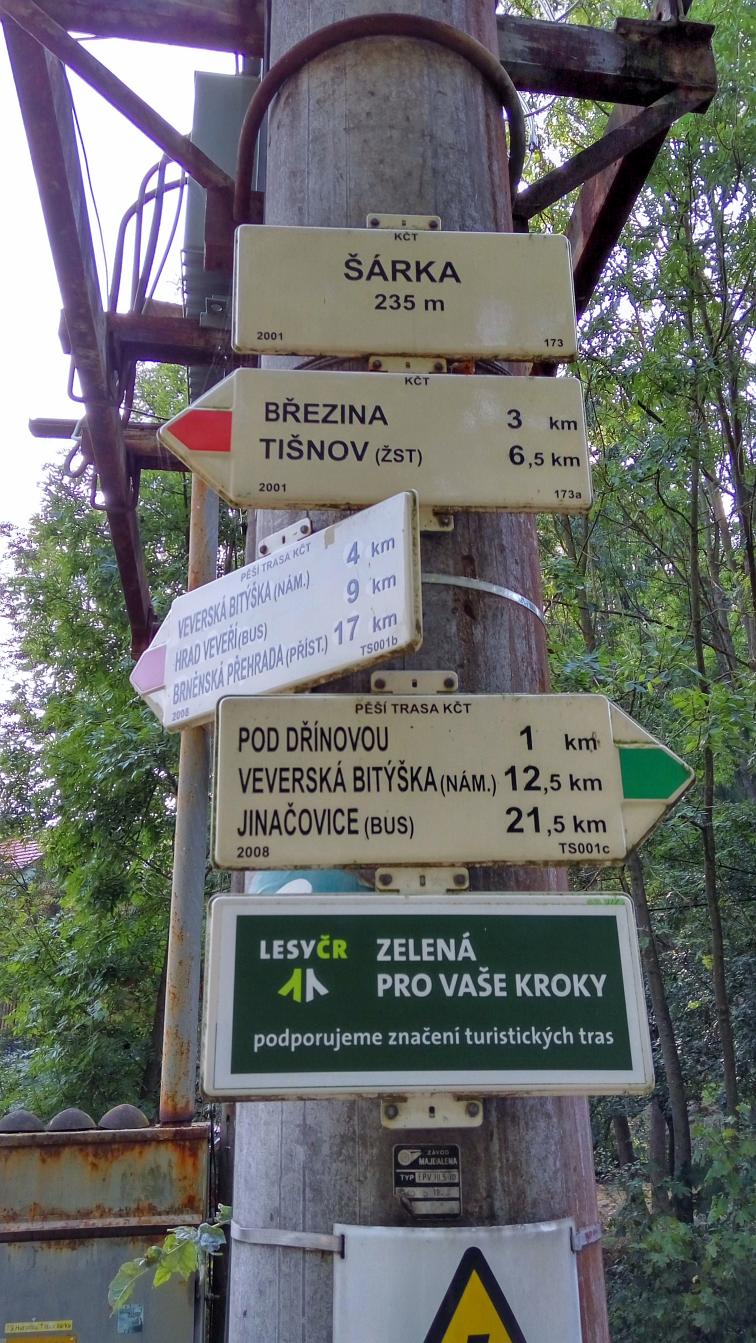 KČT
ŠÁRKA
235 m
2001 173
KČT
BŘEZINA 3 km
TIŠNOV (ŽST) 6,5 km
2001 173a
PĚŠÍ TRASA KČT
VEVERSKÁ BITÝŠKA (NÁM.) 4 km
HRAD VEVEŘÍ (BUS) 9 km
BRNĚNSKÁ PŘEHRADA (PŘÍST.) 17 km
2008 TS001b
PĚŠÍ TRASA KČT
POD DŘÍNOVOU 1 km
VEVERSKÁ BITÝŠKA (NÁM.) 12,5 km
JINAČOVICE (BUS) 21,5 km
2008 TS001c
LESY ČR ZELENÁ
PRO VAŠE KROKY
podporujeme značení turistických tras
ZÁVOD
MAJDALENA
TYP